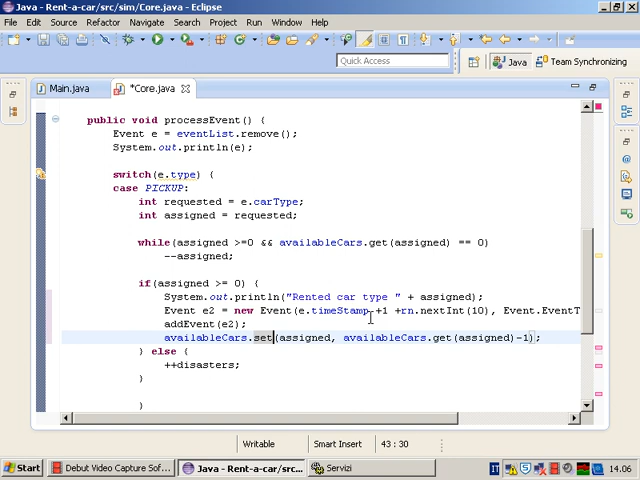 Java - Rent-a-car/src/sim/Core.java - Eclipse
File Edit Source Refactor Navigate Search Project Run Window Help
Quick Access
Java
Team Synchronizing
Main.java
*Core.java
public void processEvent() {
Event e = eventList.remove();
System.out.println(e);
switch(e.type) {
case PICKUP:
int requested = e.carType;
int assigned = requested;
while(assigned >=0 && availableCars.get(assigned) == 0)
--assigned;
if(assigned >= 0) {
System.out.println("Rented car type " + assigned);
Event e2 = new Event(e.timeStamp +1 +rn.nextInt(10), Event.EventT
addEvent(e2);
availableCars.set(assigned, availableCars.get(assigned)-1);
} else {
++disasters;
}
}
Writable
Smart Insert
43 : 30
Start
Debut Video Capture Sof...
Java - Rent-a-car/src...
Servizi
IT
14.06